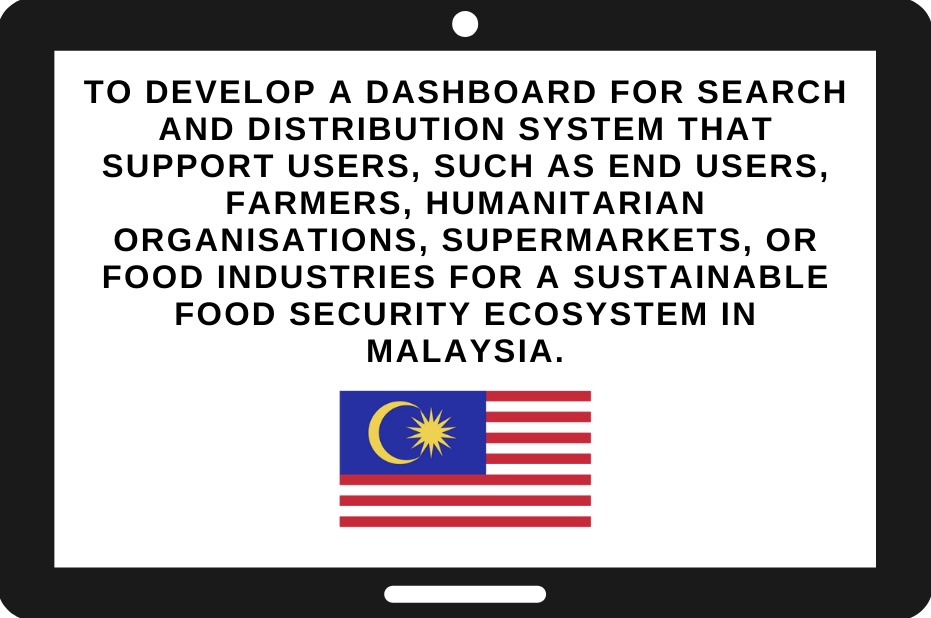 TO DEVELOP A DASHBOARD FOR SEARCH
AND DISTRIBUTION SYSTEM THAT
SUPPORT USERS, SUCH AS END USERS,
FARMERS, HUMANITARIAN
ORGANISATIONS, SUPERMARKETS, OR
FOOD INDUSTRIES FOR A SUSTAINABLE
FOOD SECURITY ECOSYSTEM IN
MALAYSIA.